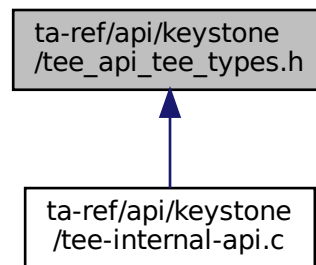 ta-ref/api/keystone
/tee_api_tee_types.h
ta-ref/api/keystone
/tee-internal-api.c